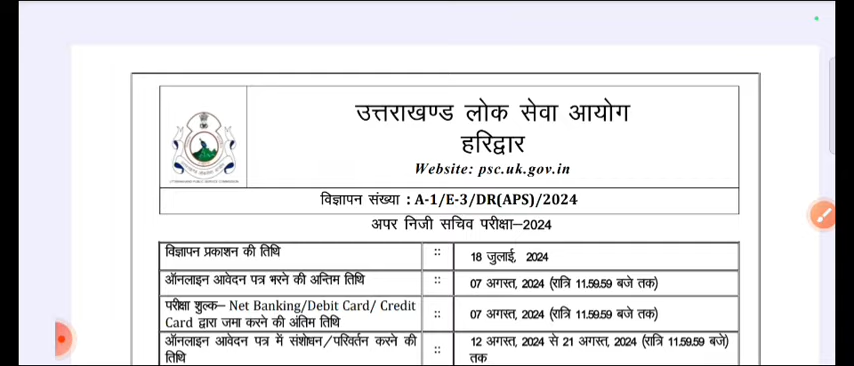 उत्तराखण्ड लोक सेवा आयोग
हरिद्वार
Website: psc.uk.gov.in
विज्ञापन संख्या : A-1/E-3/DR(APS)/2024
अपर निजी सचिव परीक्षा–2024
विज्ञापन प्रकाशन की तिथि :: 18 जुलाई, 2024
ऑनलाइन आवेदन पत्र भरने की अन्तिम तिथि :: 07 अगस्त, 2024 (रात्रि 11.59.59 बजे तक)
परीक्षा शुल्क– Net Banking/Debit Card/ Credit
Card द्वारा जमा करने की अंतिम तिथि :: 07 अगस्त, 2024 (रात्रि 11.59.59 बजे तक)
ऑनलाइन आवेदन पत्र में संशोधन/परिवर्तन करने की
तिथि :: 12 अगस्त, 2024 से 21 अगस्त, 2024 (रात्रि 11.59.59 बजे)
तक